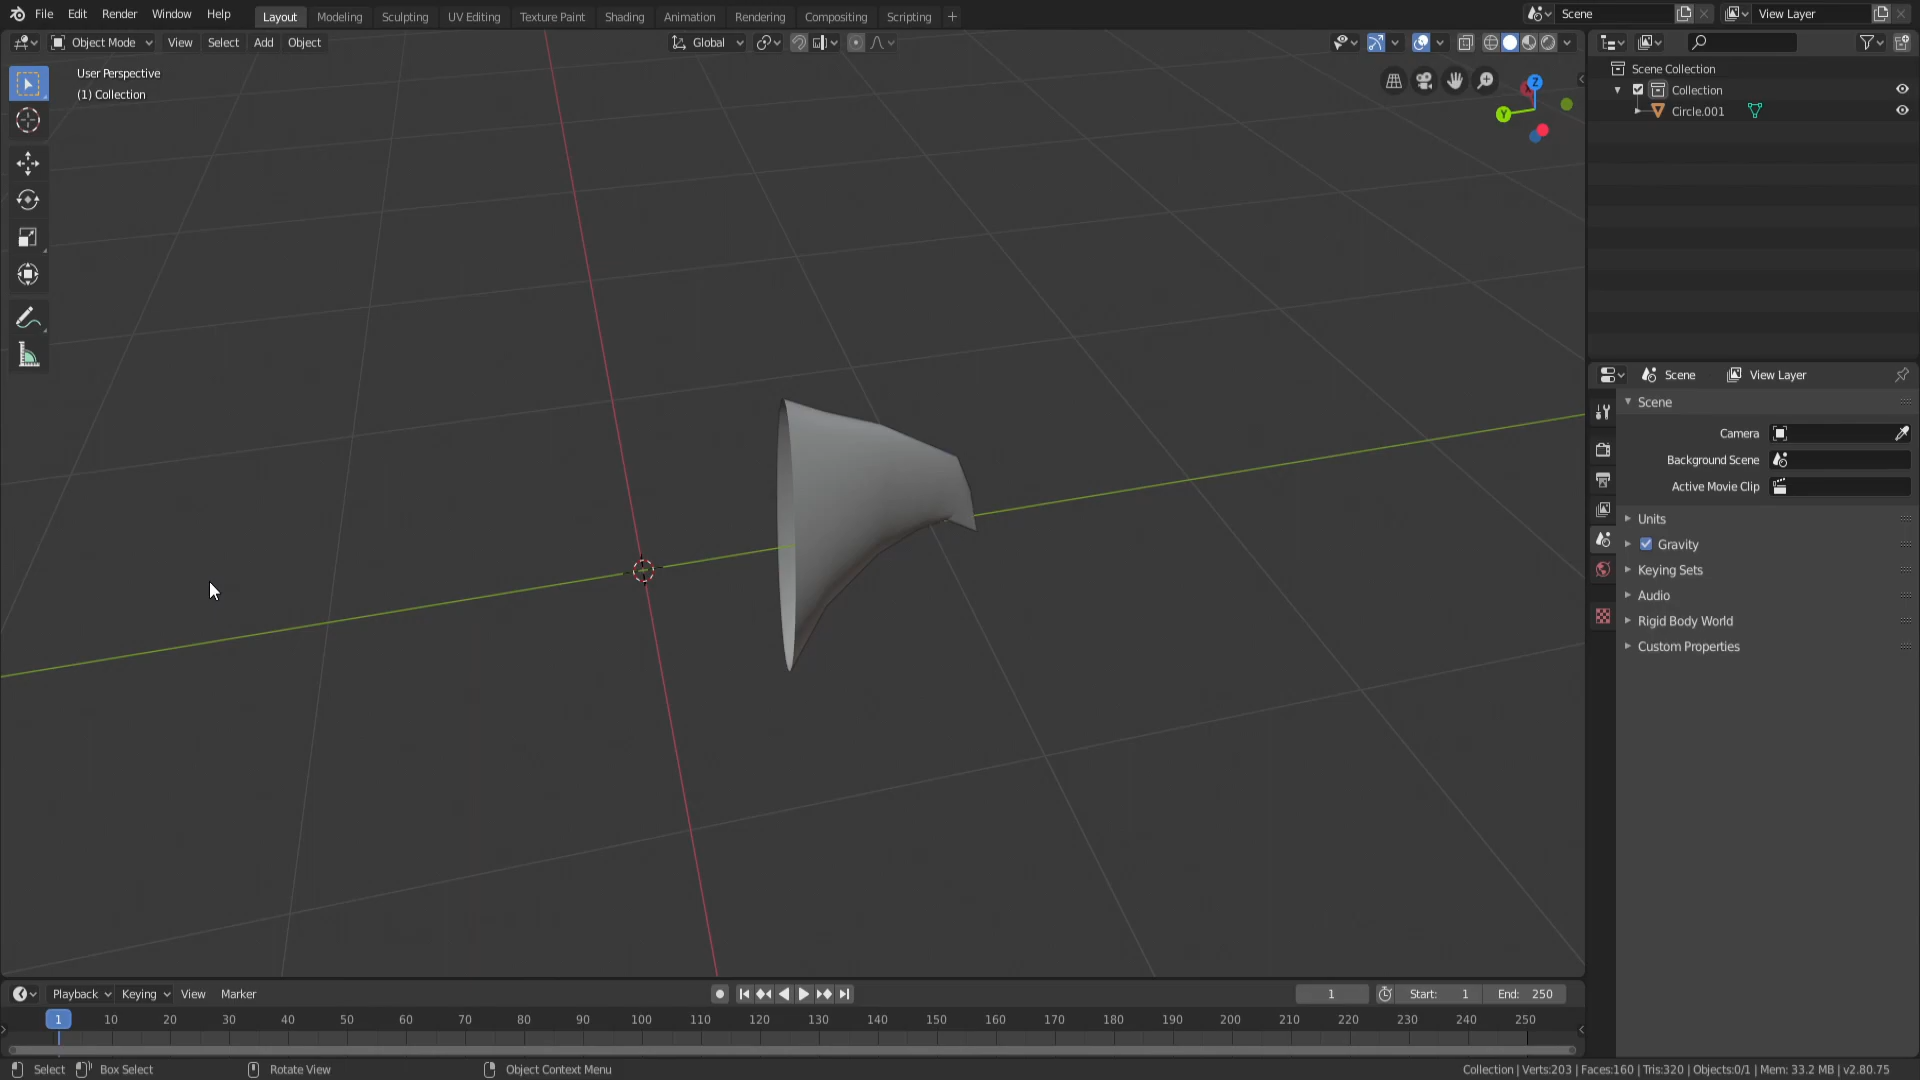 File Edit Render Window Help Layout Modeling Sculpting UV Editing Texture Paint Shading Animation Rendering Compositing Scripting + Scene View Layer
Object Mode View Select Add Object Global
User Perspective
(1) Collection
Z
Y
Scene Collection
Collection
Circle.001
Scene View Layer
Scene
Camera
Background Scene
Active Movie Clip
Units
Gravity
Keying Sets
Audio
Rigid Body World
Custom Properties
Playback Keying View Marker 1 Start: 1 End: 250
1 10 20 30 40 50 60 70 80 90 100 110 120 130 140 150 160 170 180 190 200 210 220 230 240 250
Select Box Select Rotate View Object Context Menu Collection | Verts:203 | Faces:160 | Tris:320 | Objects:0/1 | Mem: 33.2 MB | v2.80.75